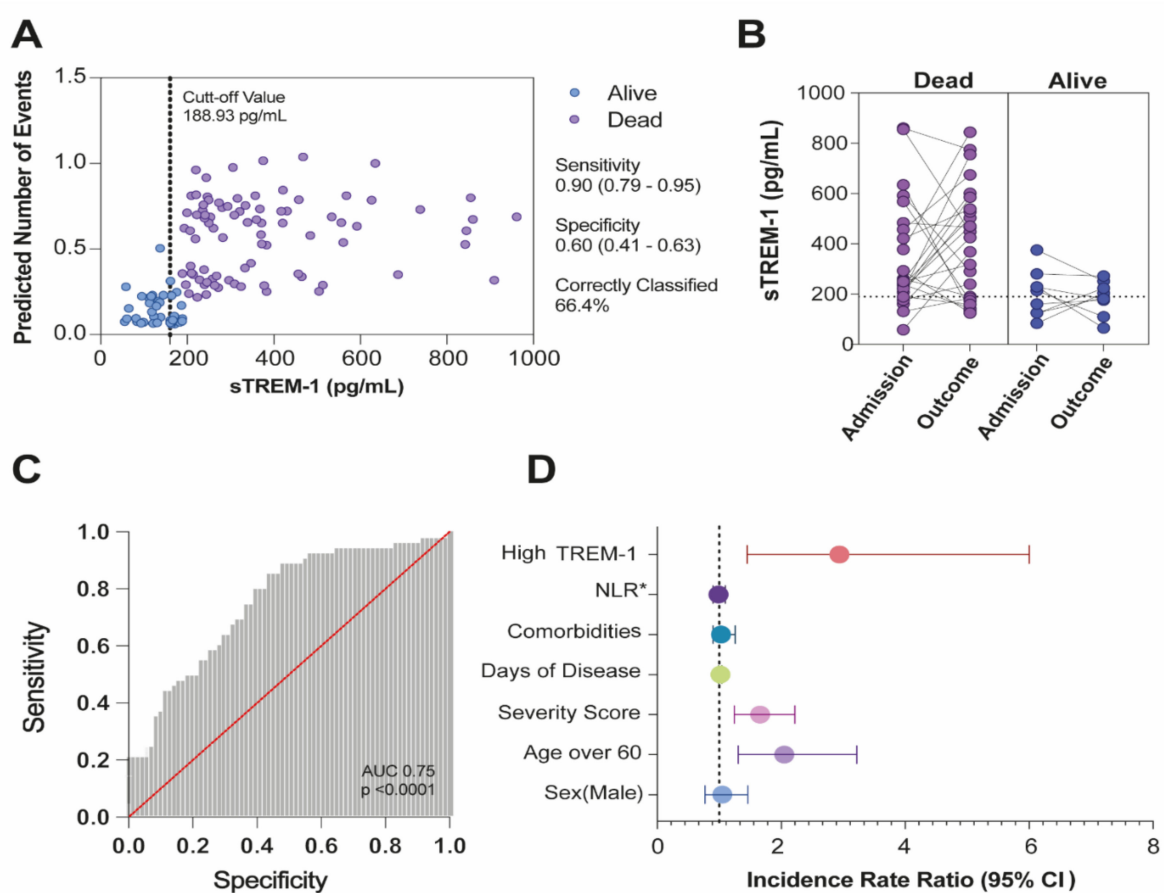 A
Predicted Number of Events
1.5
1.0
0.5
0.0
0
200
400
600
800
1000
sTREM-1 (pg/mL)
Cutt-off Value
188.93 pg/mL
Alive
Dead
Sensitivity
0.90 (0.79 - 0.95)
Specificity
0.60 (0.41 - 0.63)
Correctly Classified
66.4%
B
Dead
Alive
sTREM-1 (pg/mL)
1000
800
600
400
200
0
Admission
Outcome
Admission
Outcome
C
Sensitivity
1.0
0.8
0.6
0.4
0.2
0.0
0.0
0.2
0.4
0.6
0.8
1.0
Specificity
AUC 0.75
p <0.0001
D
High TREM-1
NLR*
Comorbidities
Days of Disease
Severity Score
Age over 60
Sex(Male)
0
2
4
6
8
Incidence Rate Ratio (95% CI )